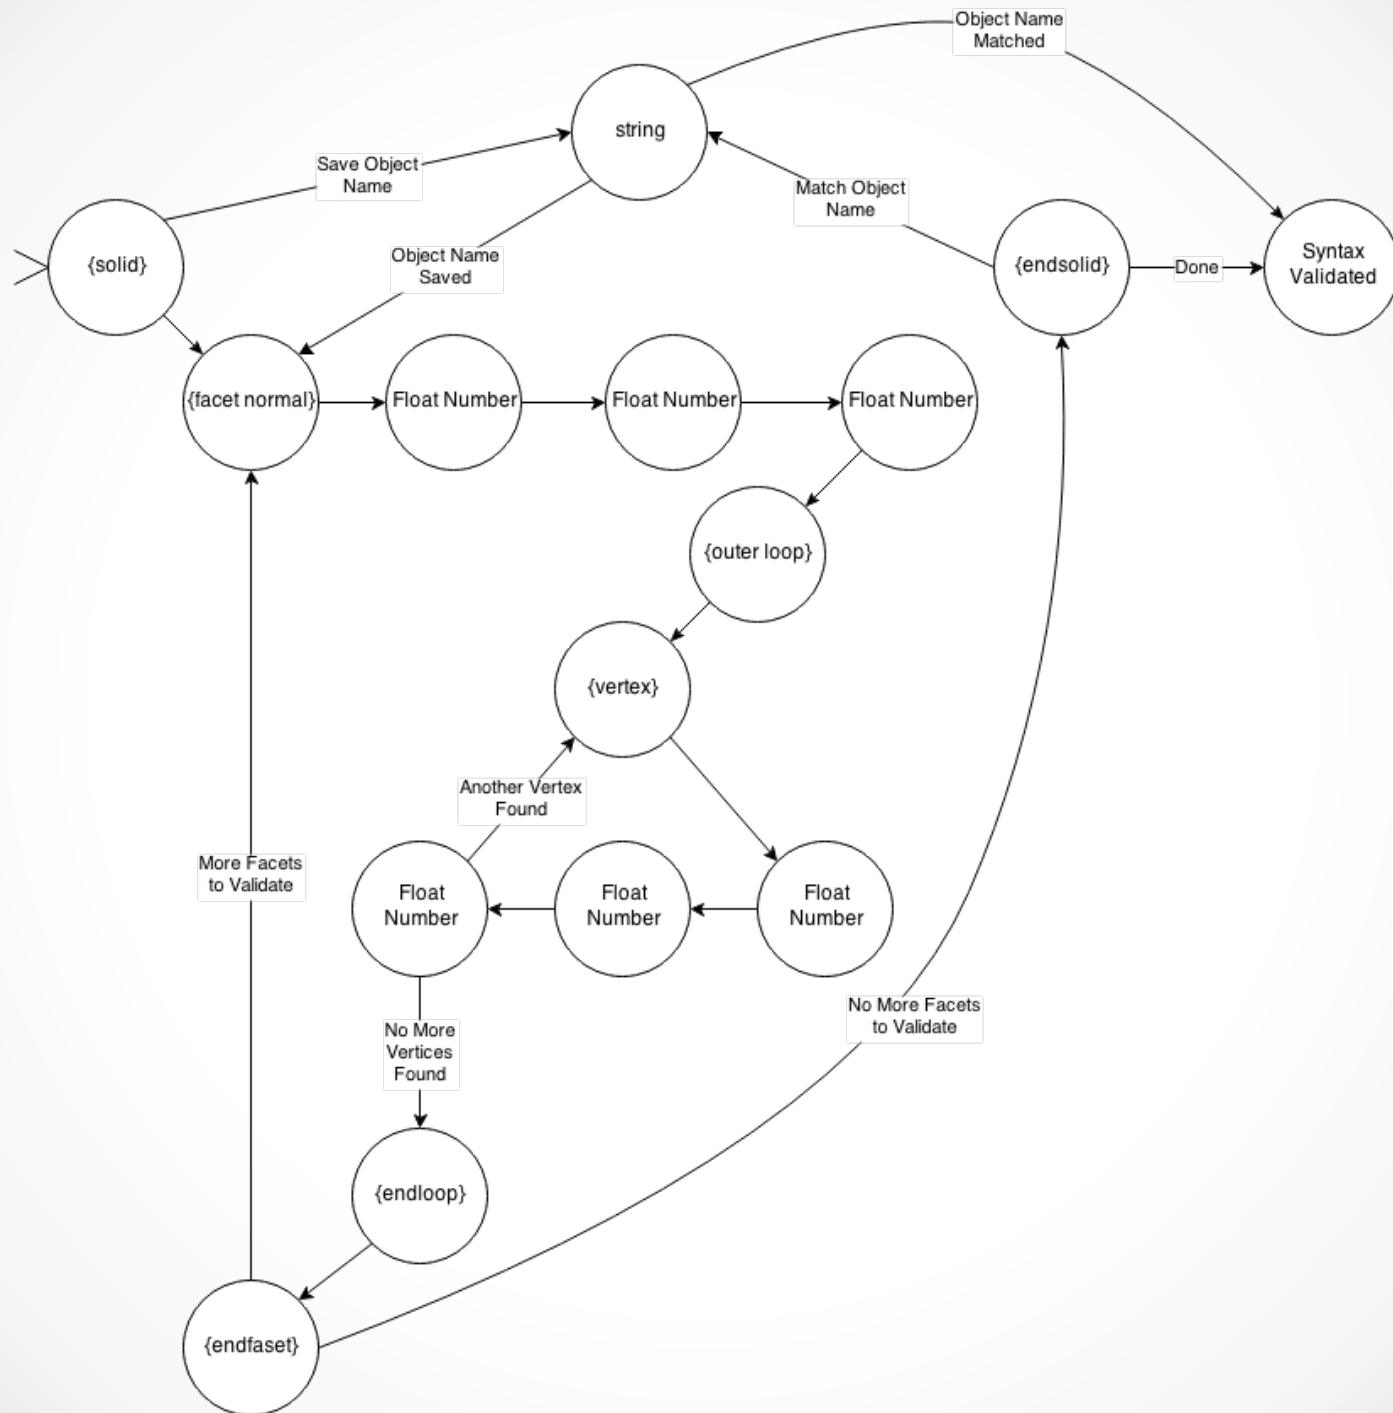 Object Name
Matched
string
Save Object
Name
Match Object
Name
Object Name
Saved
{solid}
{endsolid}
Done
Syntax
Validated
{facet normal}
Float Number
Float Number
Float Number
{outer loop}
{vertex}
Another Vertex
Found
More Facets
to Validate
Float
Number
Float
Number
Float
Number
No More Facets
to Validate
No More
Vertices
Found
{endloop}
{endfaset}